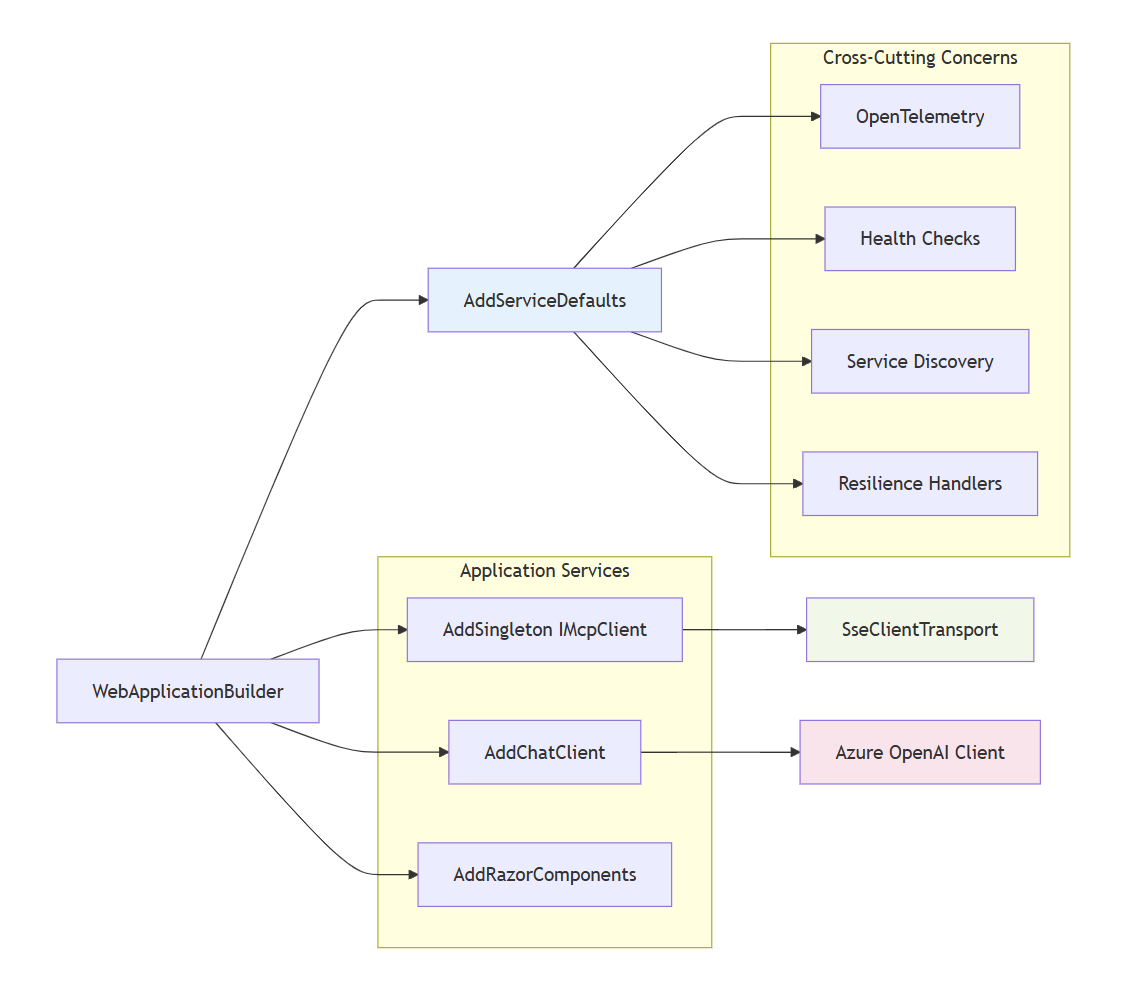 Cross-Cutting Concerns
OpenTelemetry
Health Checks
AddServiceDefaults
Service Discovery
Resilience Handlers
Application Services
AddSingleton IMcpClient
SseClientTransport
WebApplicationBuilder
AddChatClient
Azure OpenAI Client
AddRazorComponents